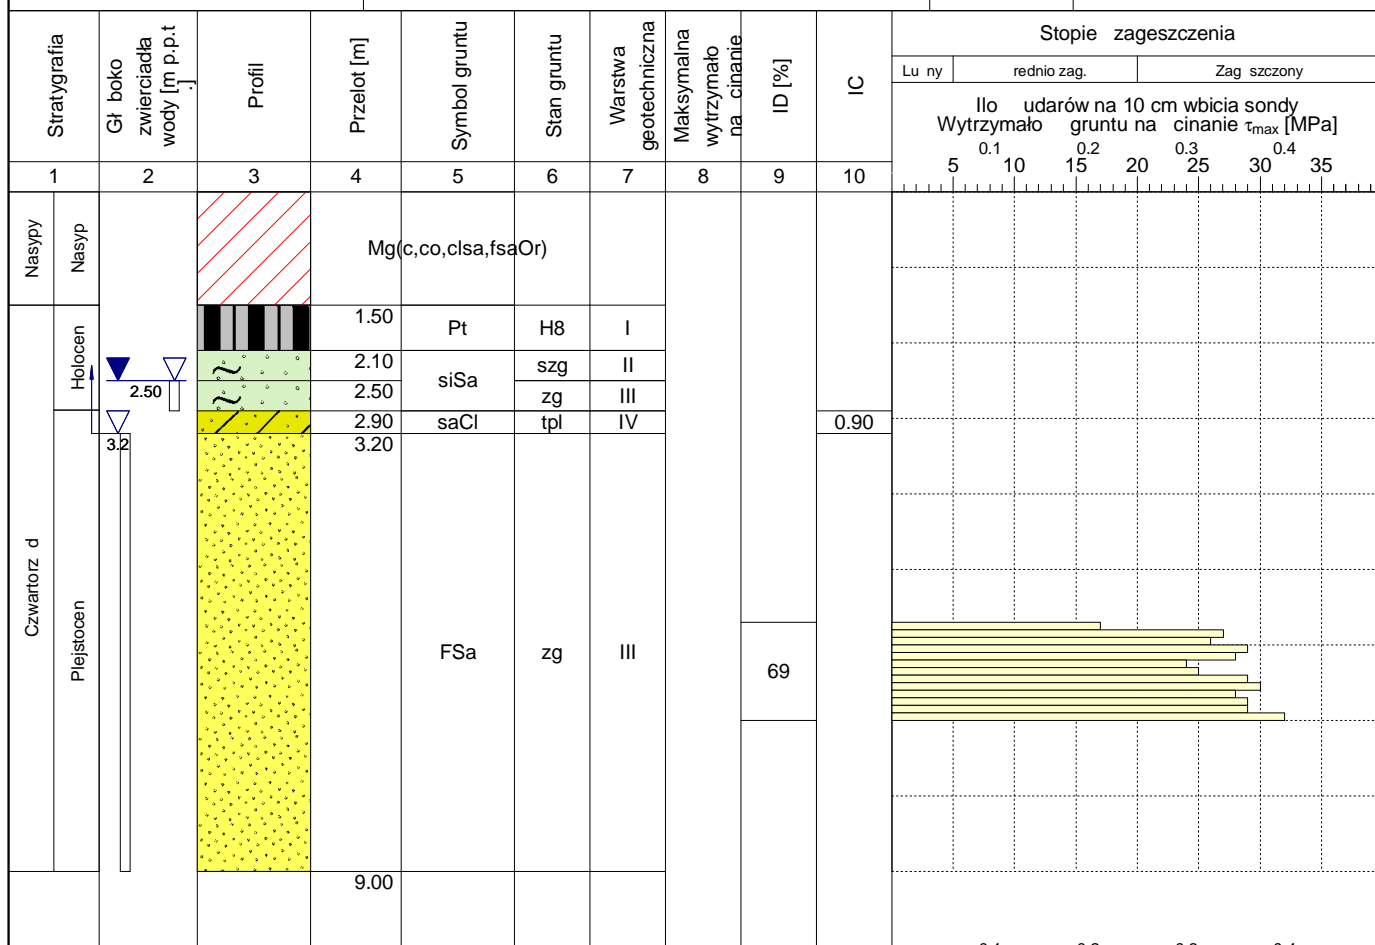 Stratygrafia
Gł boko
zwierciadła
wody [m p.p.t
.]
Profil
Przelot [m]
Symbol gruntu
Stan gruntu
Warstwa
geotechniczna
Maksymalna
wytrzymało
na cinanie
ID [%]
IC
Stopie zageszczenia
Lu ny
rednio zag.
Zag szczony
Ilo udarów na 10 cm wbicia sondy
Wytrzymało gruntu na cinanie τmax [MPa]
0.1 0.2 0.3 0.4
5 10 15 20 25 30 35
1 2 3 4 5 6 7 8 9 10
Nasypy
Nasyp
Mg(c,co,clsa,fsaOr)
1.50
Pt H8 I
Holocen
2.10
siSa
szg II
2.50
2.50
zg III
2.90
saCl tpl IV
0.90
3.2
3.20
Czwartorz d
Plejstocen
FSa zg III
69
9.00